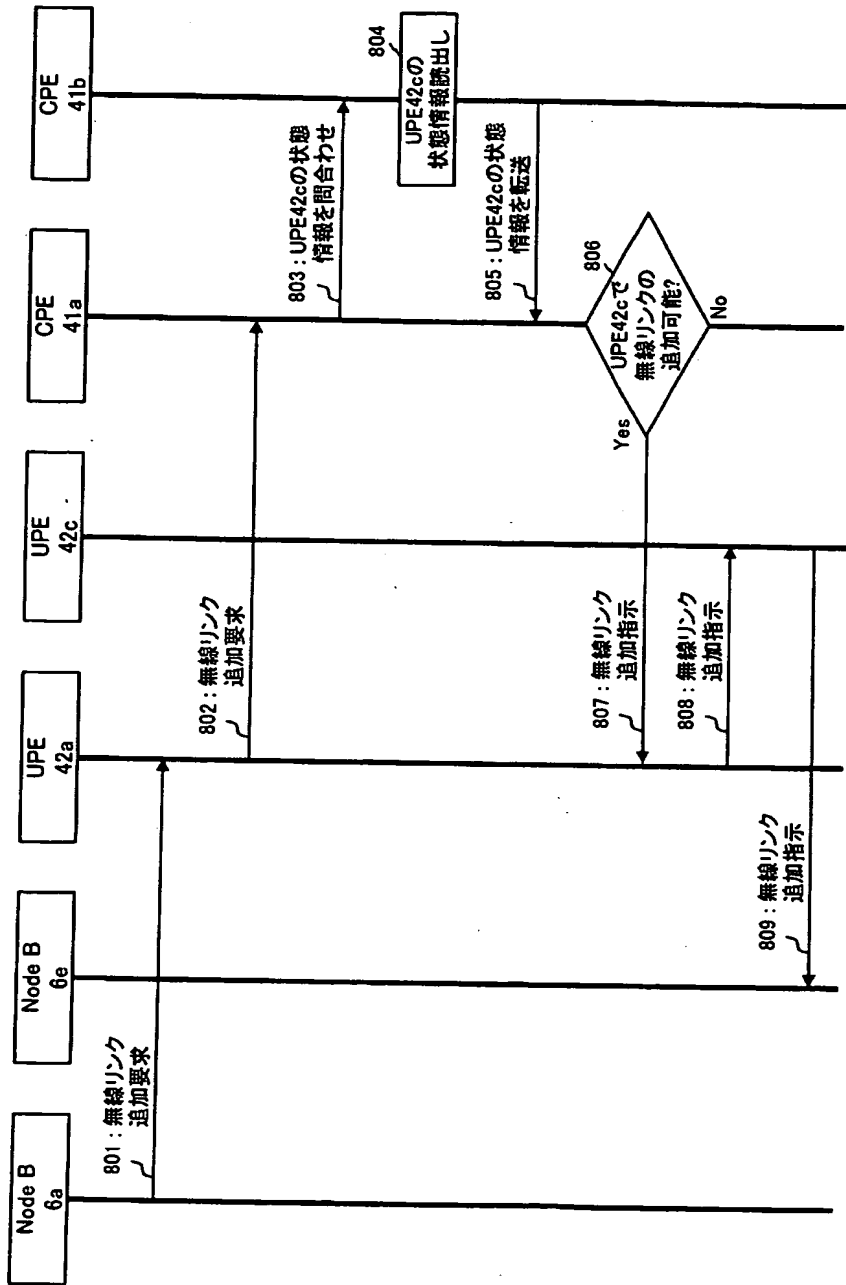 Node B
6a
Node B
6e
UPE
42a
UPE
42c
CPE
41a
CPE
41b
801:無線リンク
追加要求
802:無線リンク
追加要求
803:UPE42cの状態
情報を問合わせ
804
UPE42cの
状態情報読出し
805:UPE42cの状態
情報を転送
806
UPE42cで
無線リンクの
追加可能?
Yes
No
807:無線リンク
追加指示
808:無線リンク
追加指示
809:無線リンク
追加指示